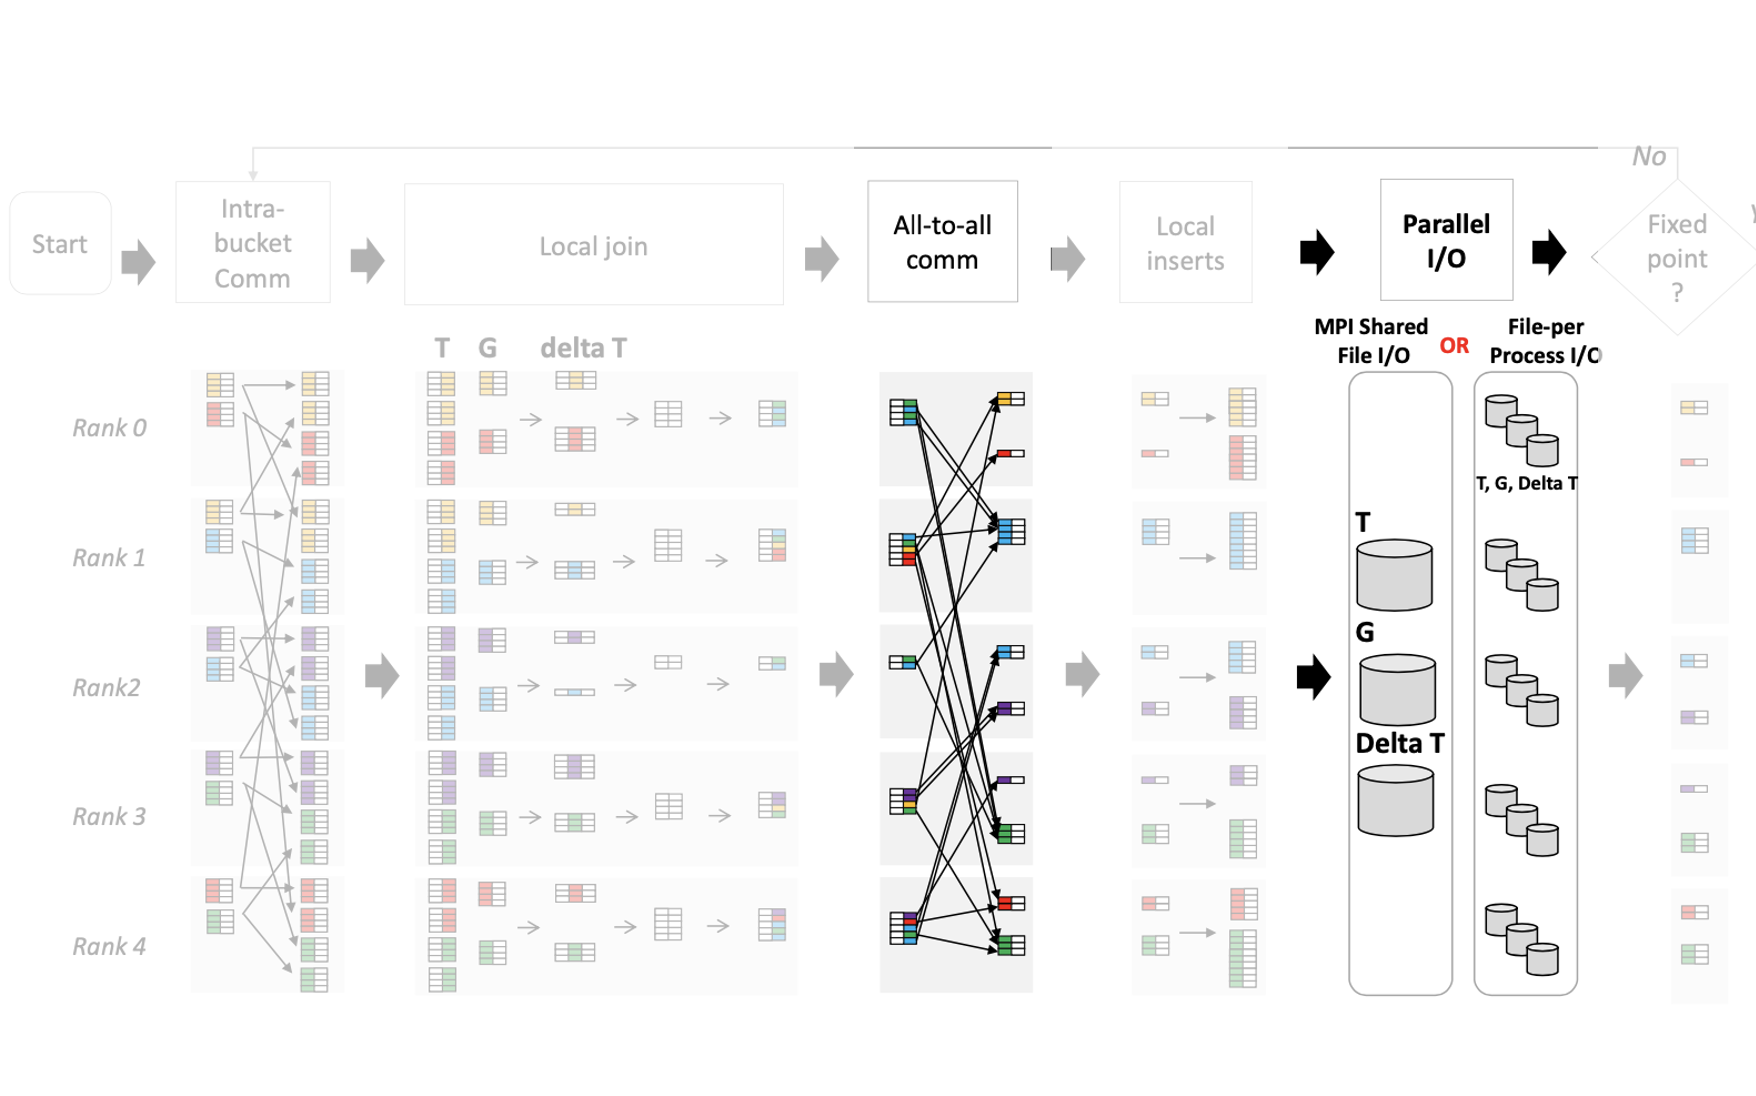 No
Start
Intra-
bucket
Comm
Local join
All-to-all
comm
Local
inserts
Parallel
I/O
Fixed
point
?
MPI Shared
File I/O
OR
File-per
Process I/O
T G delta T
Rank 0
T, G, Delta T
T
Rank 1
G
Rank2
Delta T
Rank 3
Rank 4